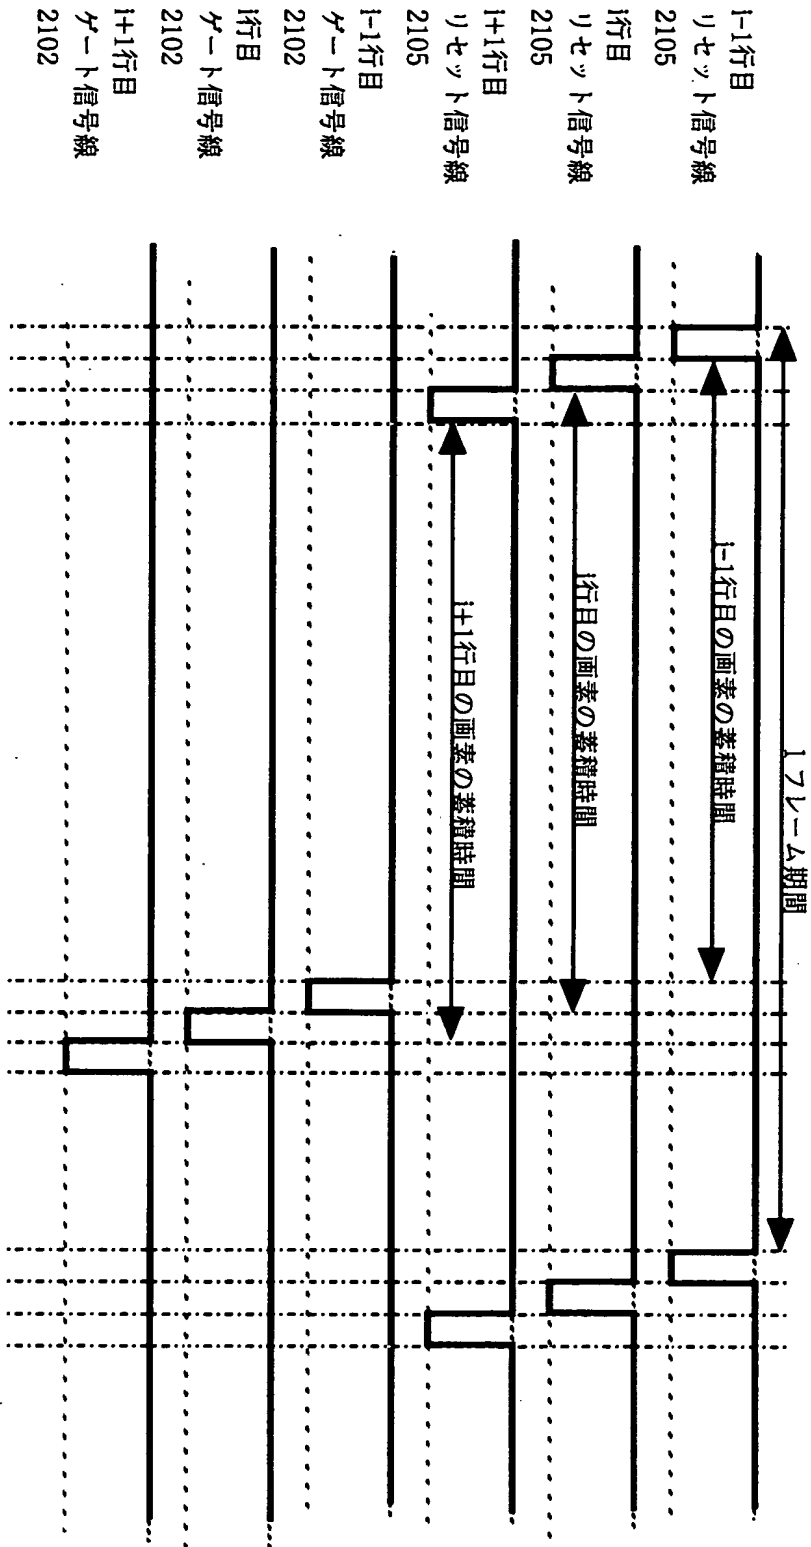 1 フレーム期間
i-1行目
リセット信号線
2105
i-1行目の画素の蓄積時間
i行目
リセット信号線
2105
i行目の画素の蓄積時間
i+1行目
リセット信号線
2105
i+1行目の画素の蓄積時間
i-1行目
ゲート信号線
2102
i行目
ゲート信号線
2102
i+1行目
ゲート信号線
2102